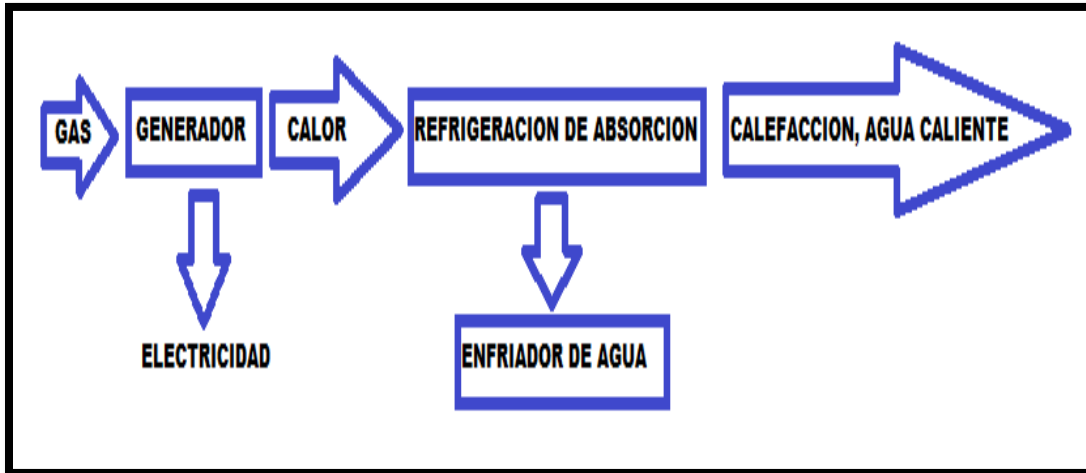 GAS
GENERADOR
CALOR
REFRIGERACION DE ABSORCION
CALEFACCION, AGUA CALIENTE
ELECTRICIDAD
ENFRIADOR DE AGUA